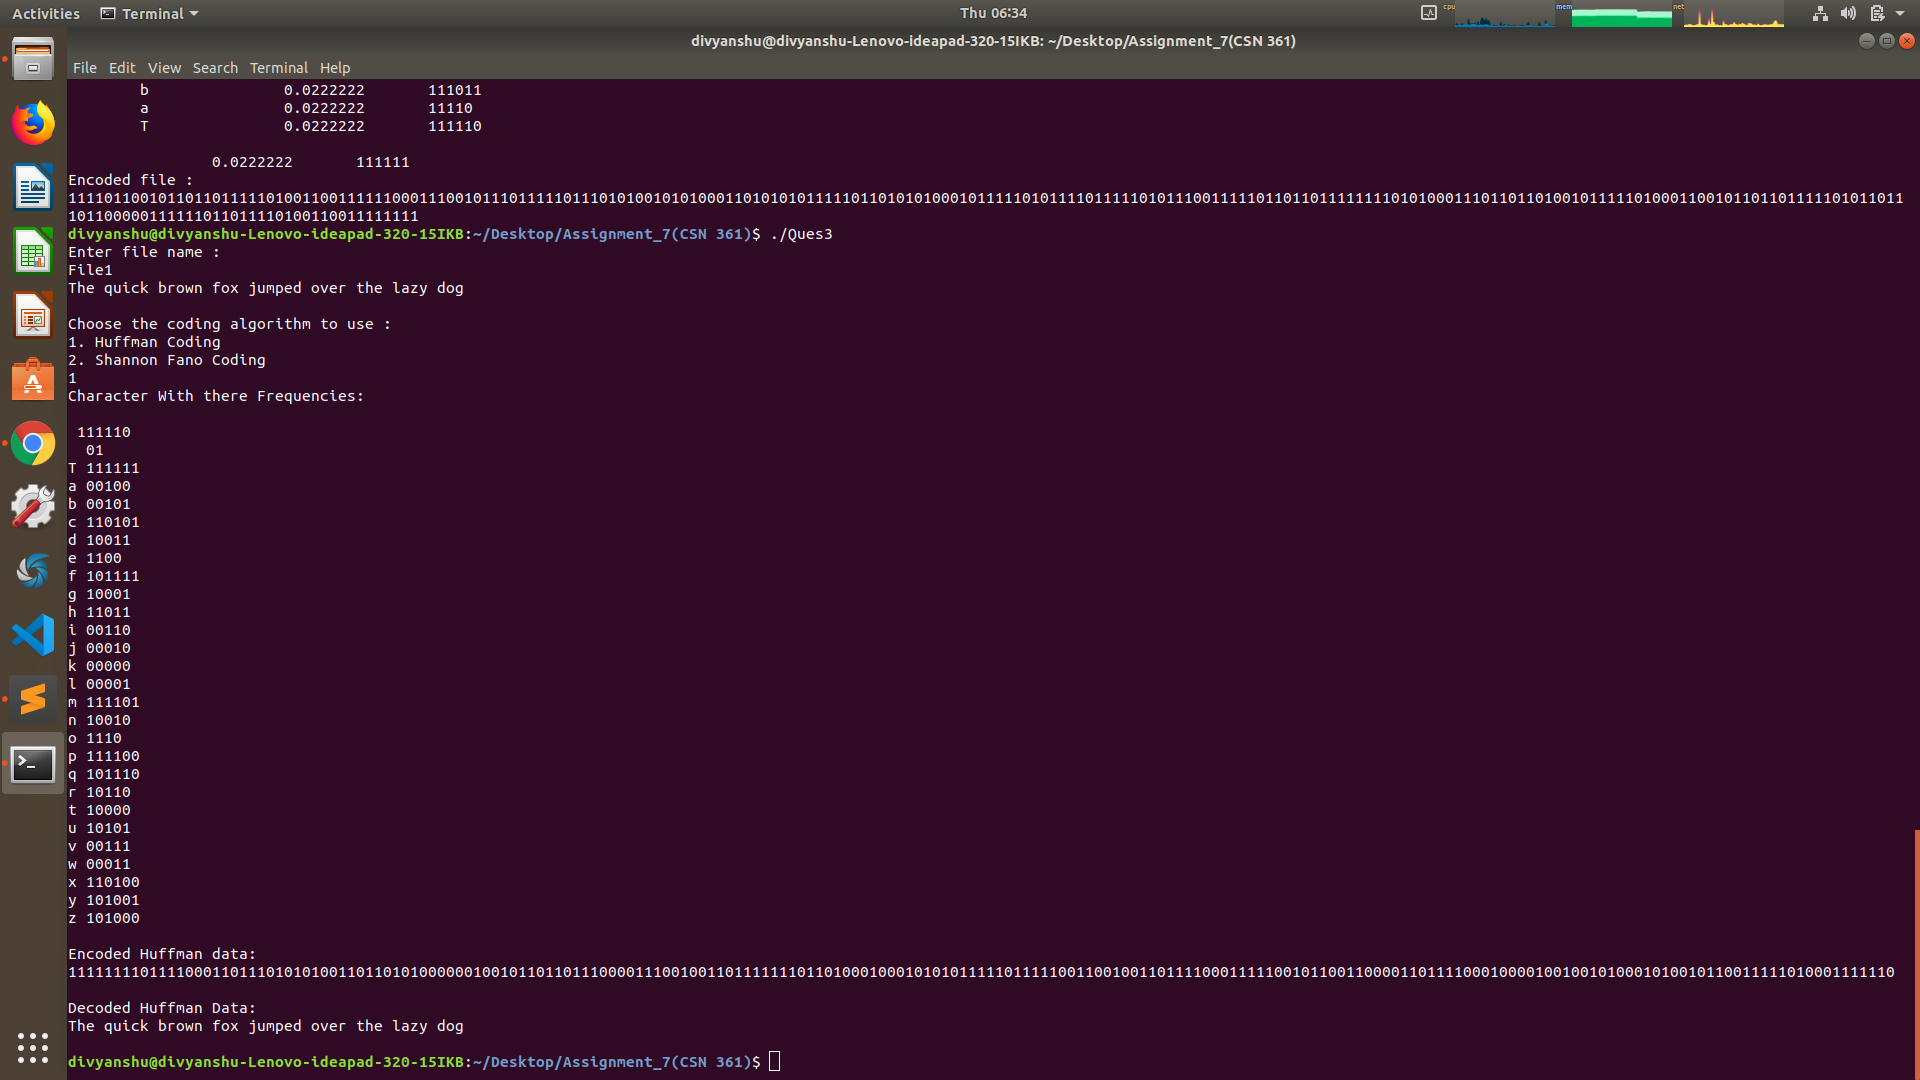 Activities
Terminal
Thu 06:34
cpu
mem
net
divyanshu@divyanshu-Lenovo-ideapad-320-15IKB: ~/Desktop/Assignment_7(CSN 361)
File Edit View Search Terminal Help
b 0.0222222 111011
a 0.0222222 11110
T 0.0222222 111110
0.0222222 111111
Encoded file :
divyanshu@divyanshu-Lenovo-ideapad-320-15IKB:~/Desktop/Assignment_7(CSN 361)$ ./Ques3
Enter file name :
File1
The quick brown fox jumped over the lazy dog
Choose the coding algorithm to use :
1. Huffman Coding
2. Shannon Fano Coding
1
Character With there Frequencies:
111110
01
T 111111
a 00100
b 00101
c 110101
d 10011
e 1100
f 101111
g 10001
h 11011
i 00110
j 00010
k 00000
l 00001
m 111101
n 10010
o 1110
p 111100
q 101110
r 10110
t 10000
u 10101
v 00111
w 00011
x 110100
y 101001
z 101000
Encoded Huffman data:
11111111011110001101110101010011011010100000010010110110111000011100100110111111101101000100010101011111011111001100100110111100011111001011001100001101111000100001001001010001010010110011111010001111110
Decoded Huffman Data:
The quick brown fox jumped over the lazy dog
divyanshu@divyanshu-Lenovo-ideapad-320-15IKB:~/Desktop/Assignment_7(CSN 361)$